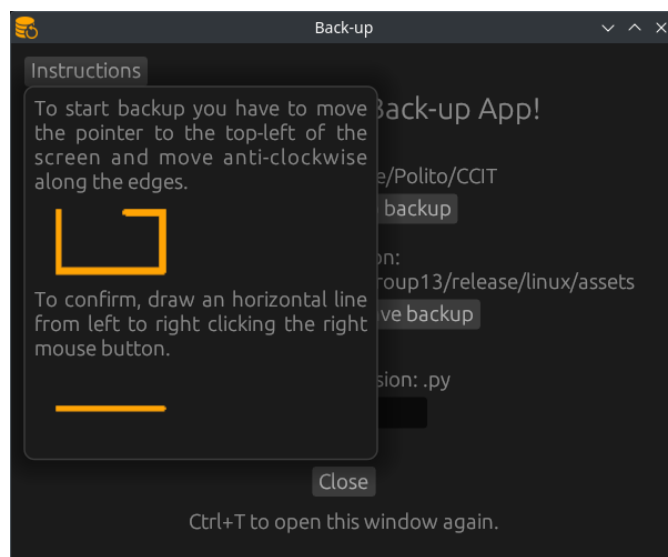 Back-up
Instructions
To start backup you have to move
the pointer to the top-left of the
screen and move anti-clockwise
along the edges.
To confirm, draw an horizontal line
from left to right clicking the right
mouse button.
Back-up App!
e/Polito/CCIT
backup
on:
roup13/release/linux/assets
ve backup
sion: .py
Close
Ctrl+T to open this window again.